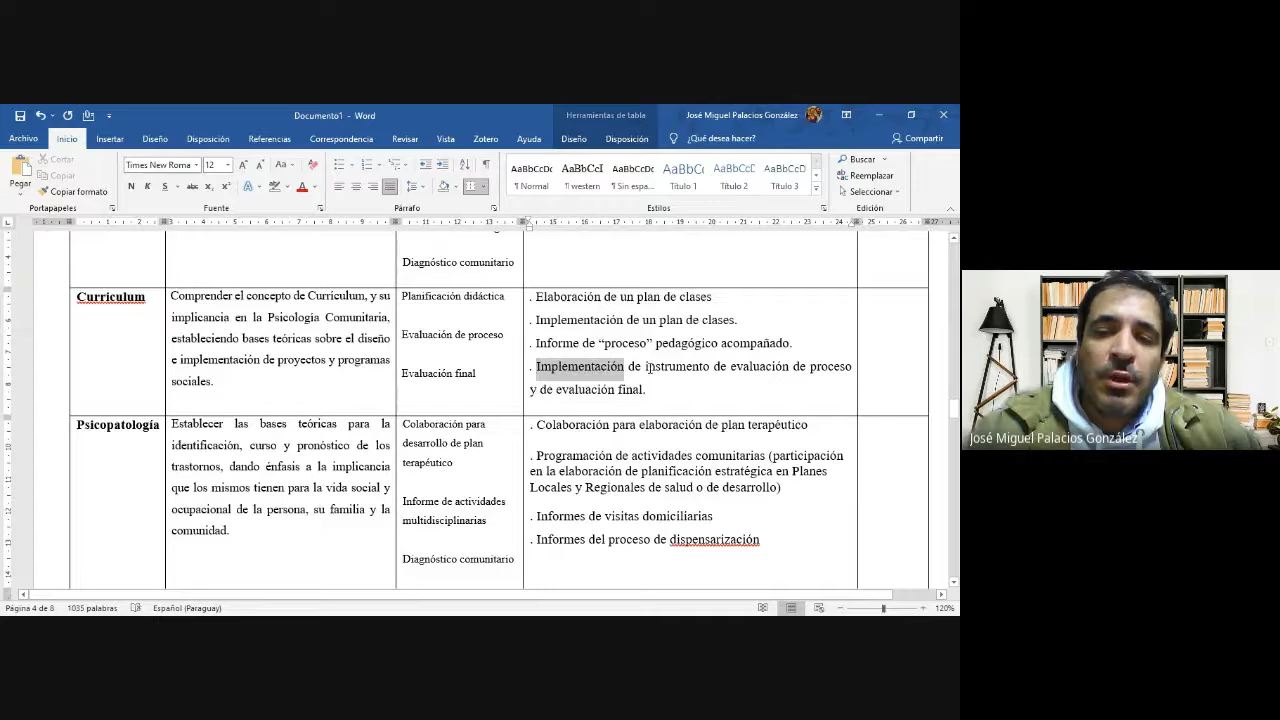 Documento1 - Word
Herramientas de tabla
José Miguel Palacios González
Archivo Inicio Insertar Diseño Disposición Referencias Correspondencia Revisar Vista Zotero Ayuda Diseño Disposición ¿Qué desea hacer? Compartir
Pegar
Cortar
Copiar
Copiar formato
Portapapeles
Times New Roma 12
N K S abc x₂ x²
Fuente
Párrafo
AaBbCcDc AaBbCcI AaBbCcDc AaBbC( AaBbCcC AaBbCcD
¶ Normal ¶ western ¶ Sin espa... Título 1 Título 2 Título 3
Estilos
Buscar
Reemplazar
Seleccionar
Edición
Diagnóstico comunitario
Curriculum
Comprender el concepto de Currículum, y su
implicancia en la Psicología Comunitaria,
estableciendo bases teóricas sobre el diseño
e implementación de proyectos y programas
sociales.
Planificación didáctica
Evaluación de proceso
Evaluación final
. Elaboración de un plan de clases
. Implementación de un plan de clases.
. Informe de “proceso” pedagógico acompañado.
. Implementación de instrumento de evaluación de proceso
y de evaluación final.
Psicopatología
Establecer las bases teóricas para la
identificación, curso y pronóstico de los
trastornos, dando énfasis a la implicancia
que los mismos tienen para la vida social y
ocupacional de la persona, su familia y la
comunidad.
Colaboración para
desarrollo de plan
terapéutico
Informe de actividades
multidisciplinarias
Diagnóstico comunitario
. Colaboración para elaboración de plan terapéutico
. Programación de actividades comunitarias (participación
en la elaboración de planificación estratégica en Planes
Locales y Regionales de salud o de desarrollo)
. Informes de visitas domiciliarias
. Informes del proceso de dispensarización
Página 4 de 8 1035 palabras Español (Paraguay) 120%
José Miguel Palacios González